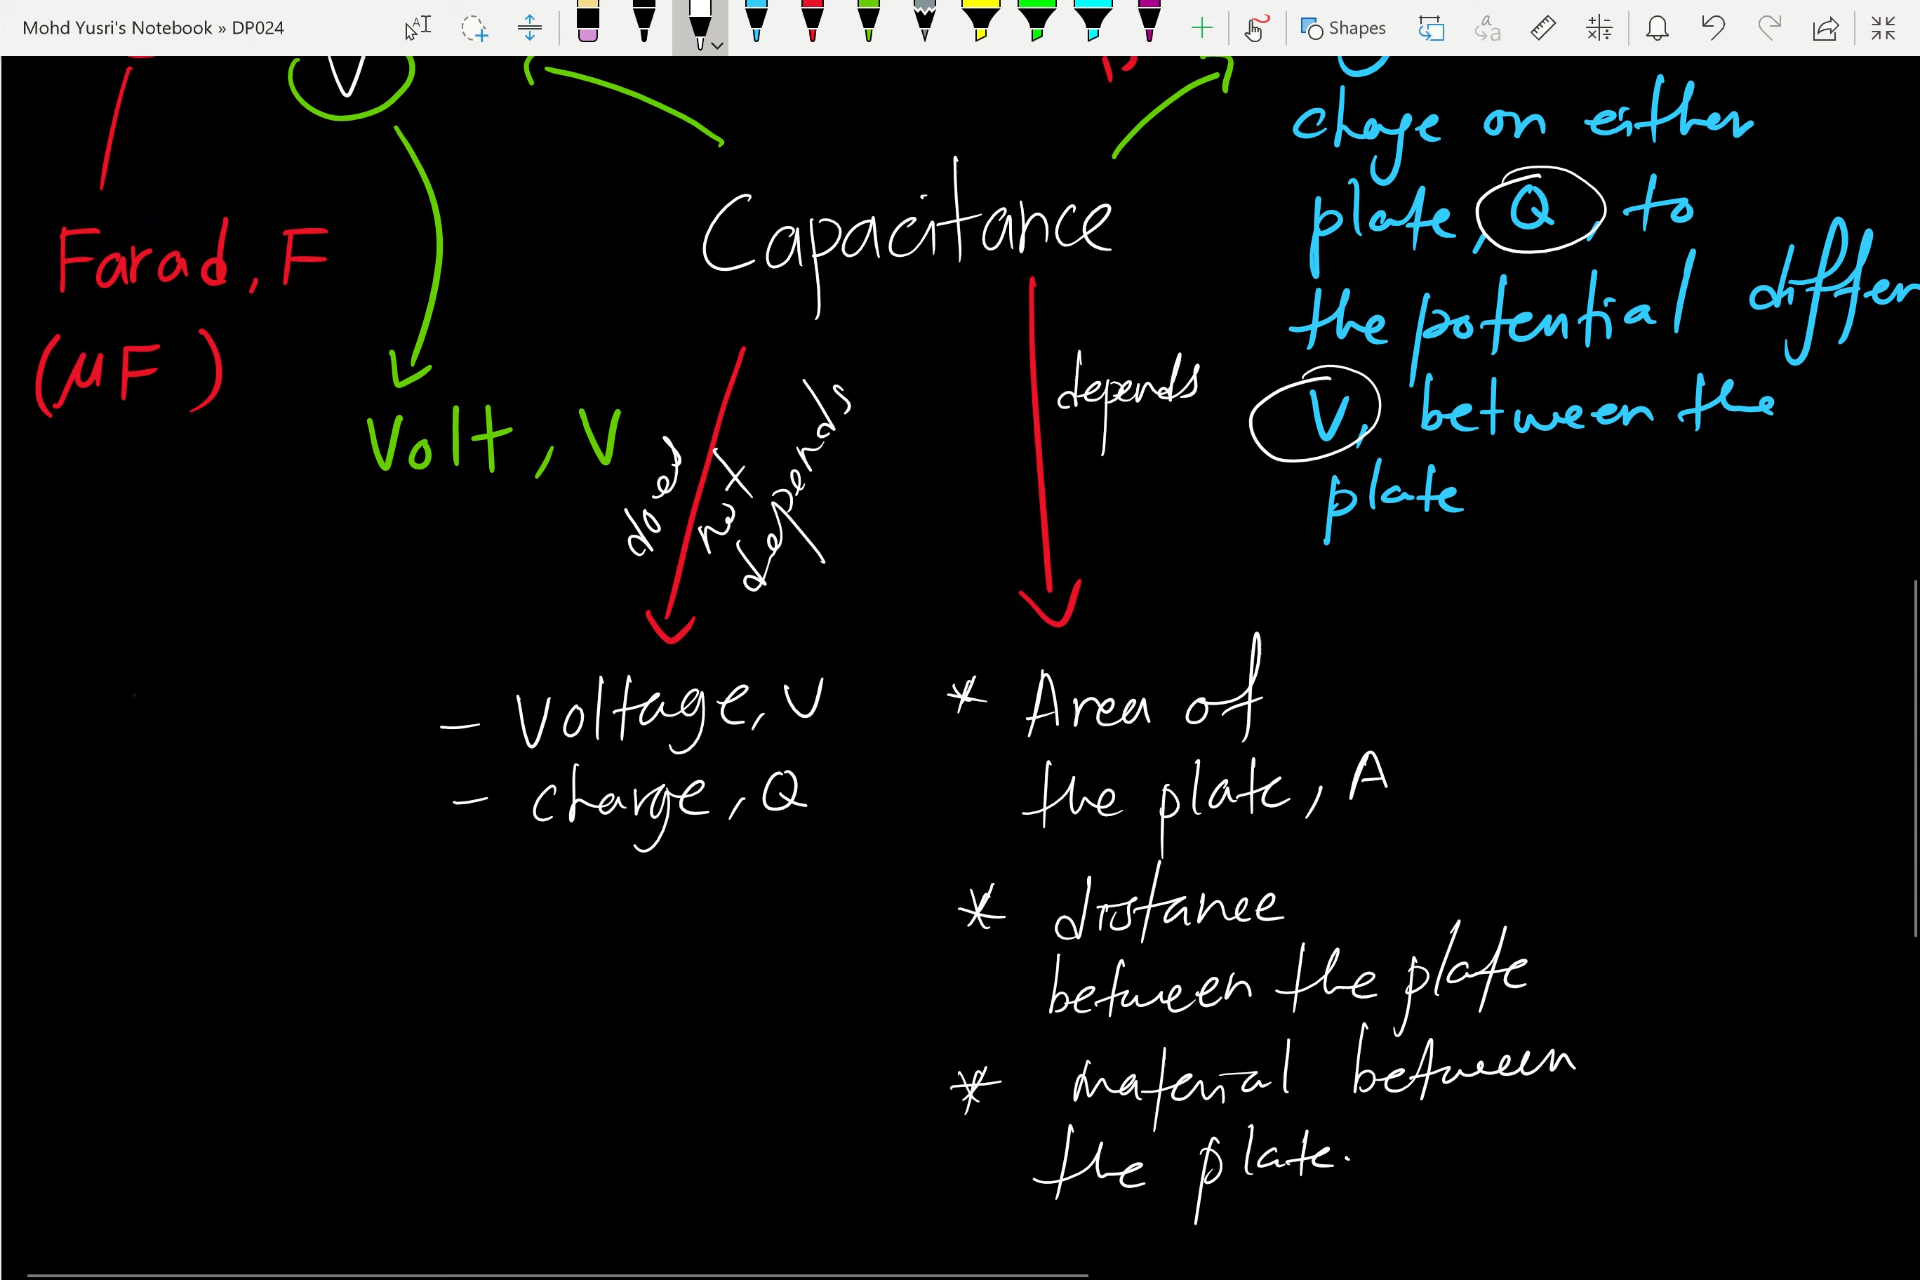 Mohd Yusri's Notebook » DP024
Shapes
V
Capacitance
Farad, F
(μF)
Volt, V
does
not
depends
depends
- Voltage, V
- charge, Q
* Area of
the plate, A
* distance
between the plate
* material between
the plate.
charge on either
plate, Q, to
the potential differ
V, between the
plate